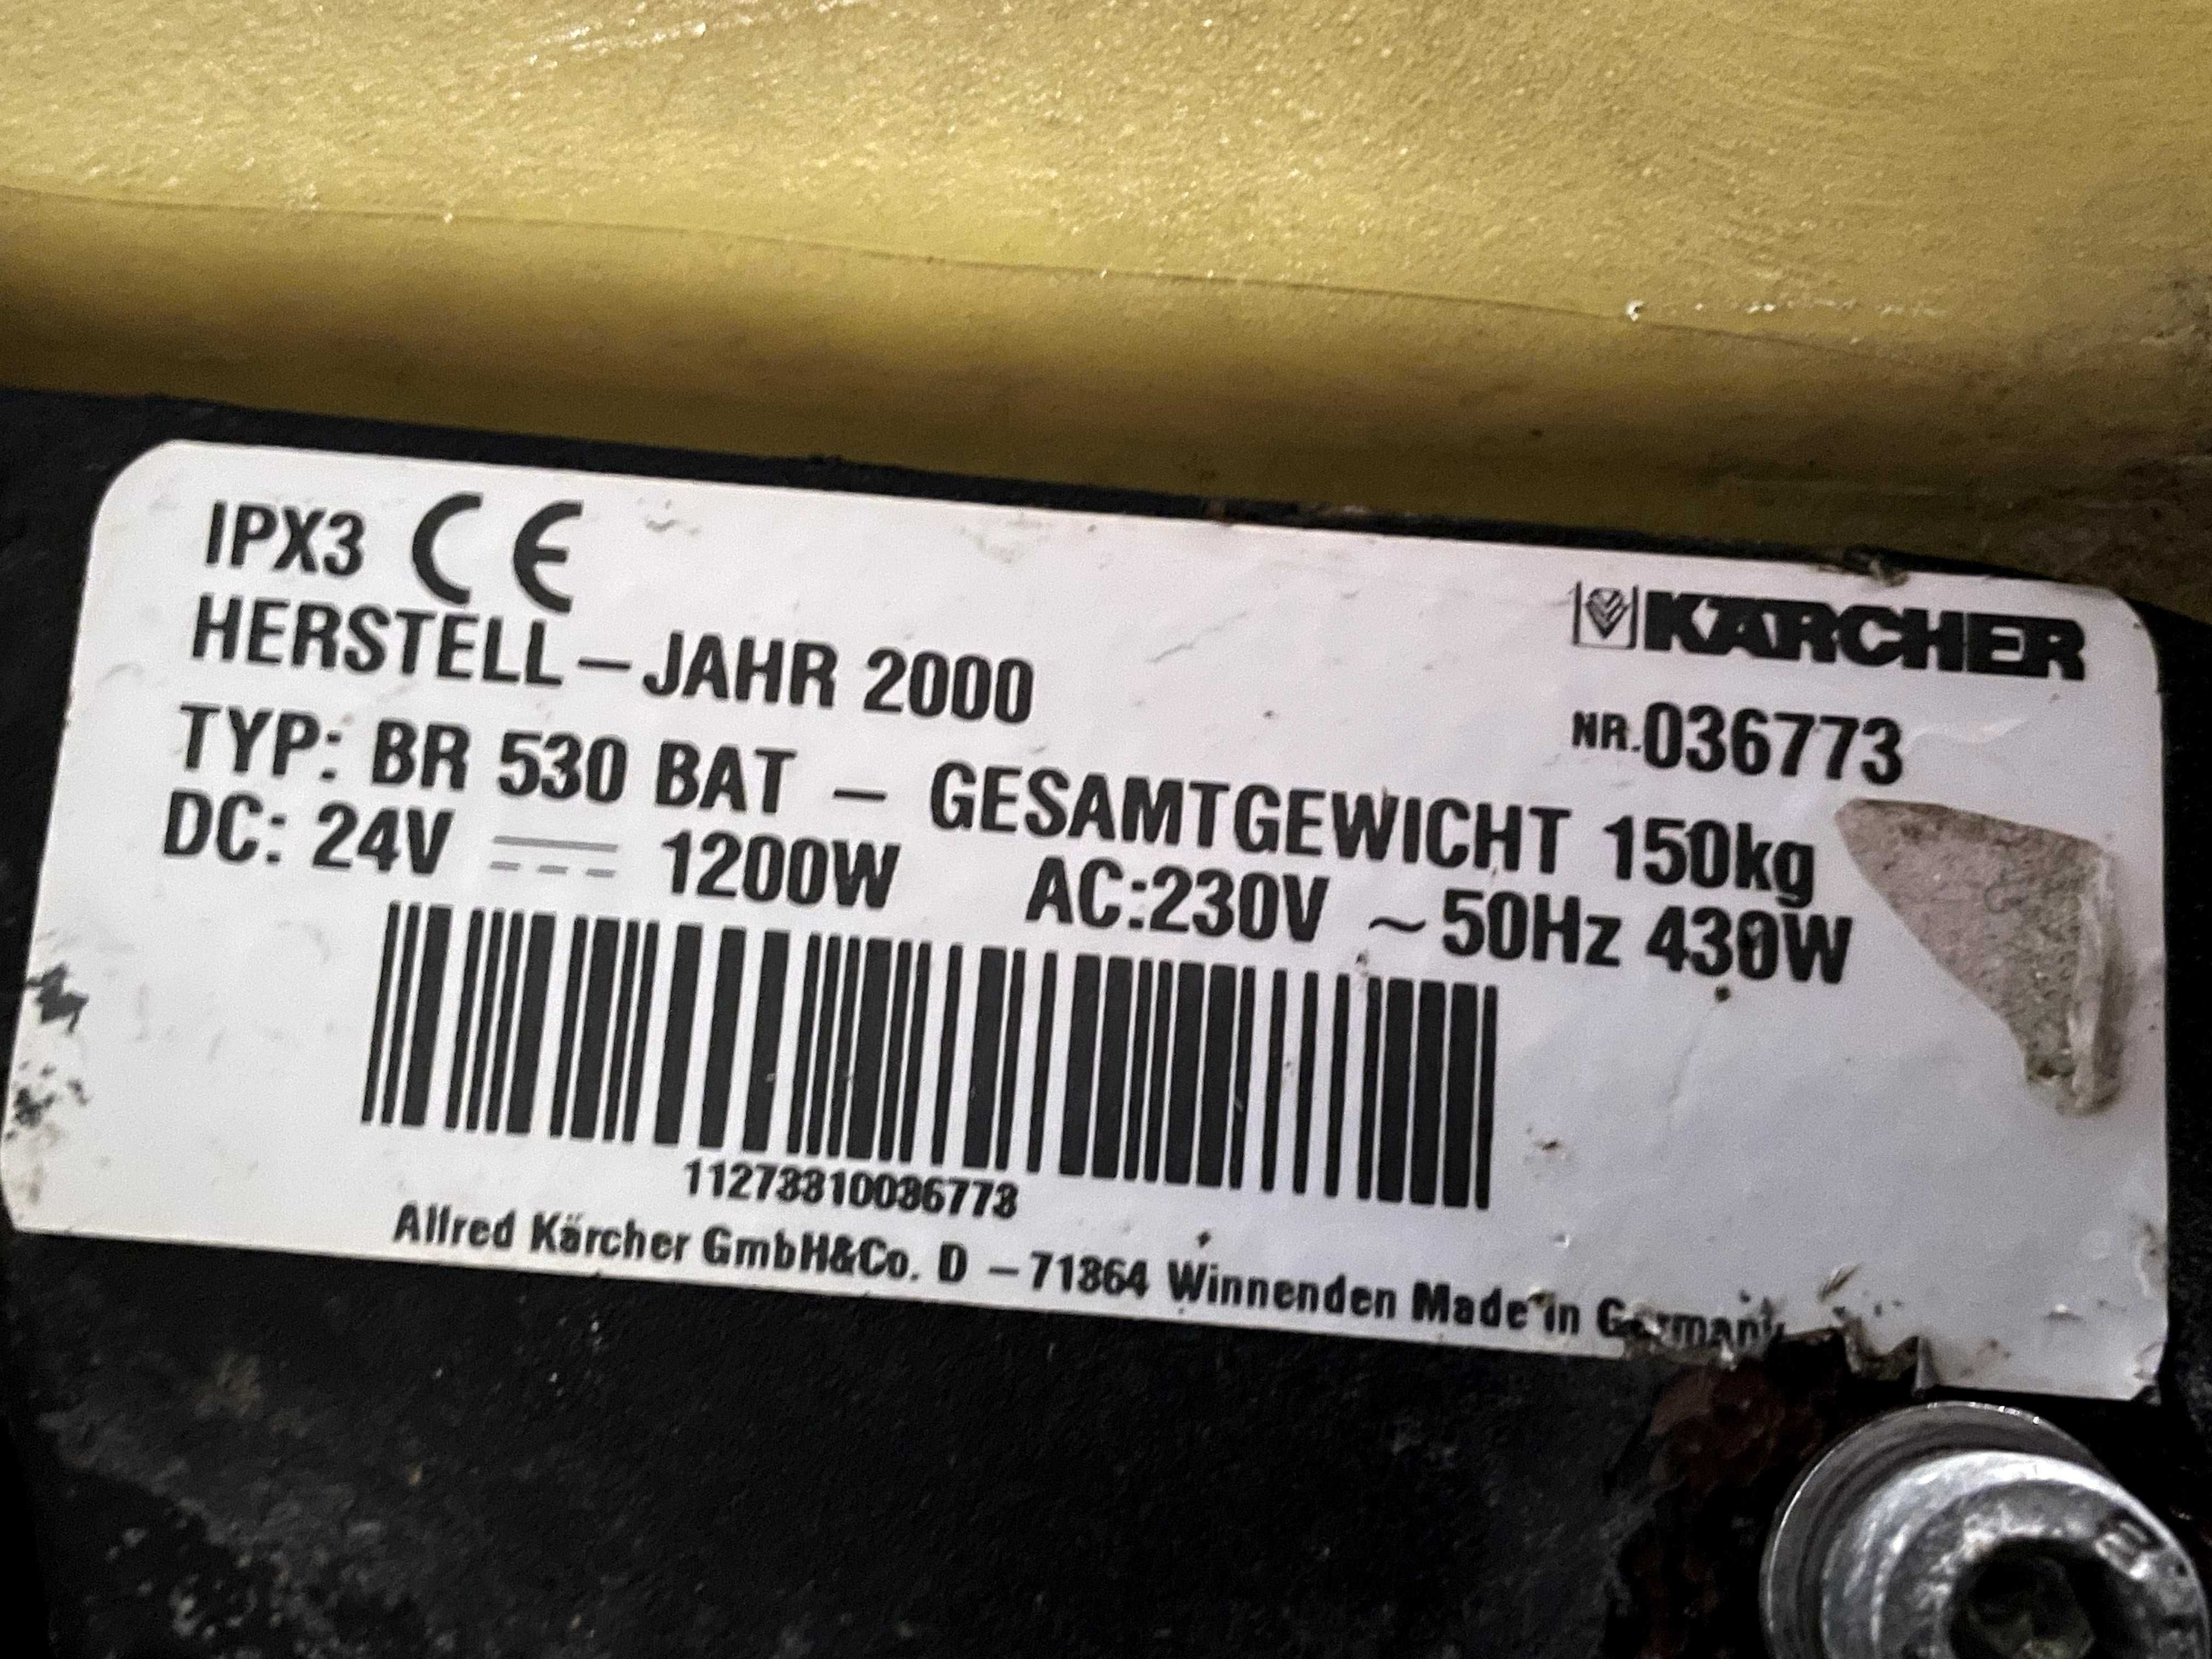 IPX3 CE
KÄRCHER
HERSTELL-JAHR 2000
NR.036773
TYP: BR 530 BAT - GESAMTGEWICHT 150kg
DC: 24V ⎓ 1200W AC:230V ~50Hz 430W
11273310036773
Alfred Kärcher GmbH&Co. D -71364 Winnenden Made in Germany